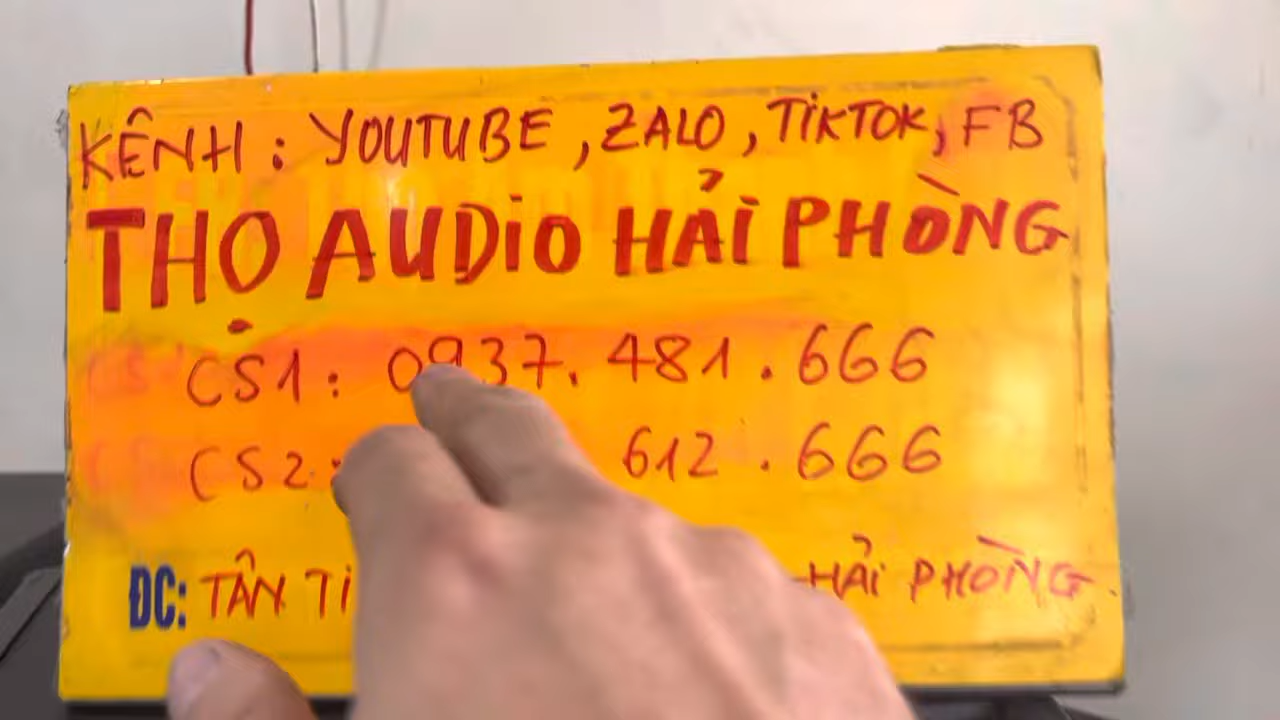 KÊNH : YOUTUBE , ZALO , TiKTOK, FB
THỌ AUDiO HẢi PHÒNG
CS1 : 0937. 481 . 666
CS2 : 612 . 666
ĐC: TÂN HẢi PHÒNG